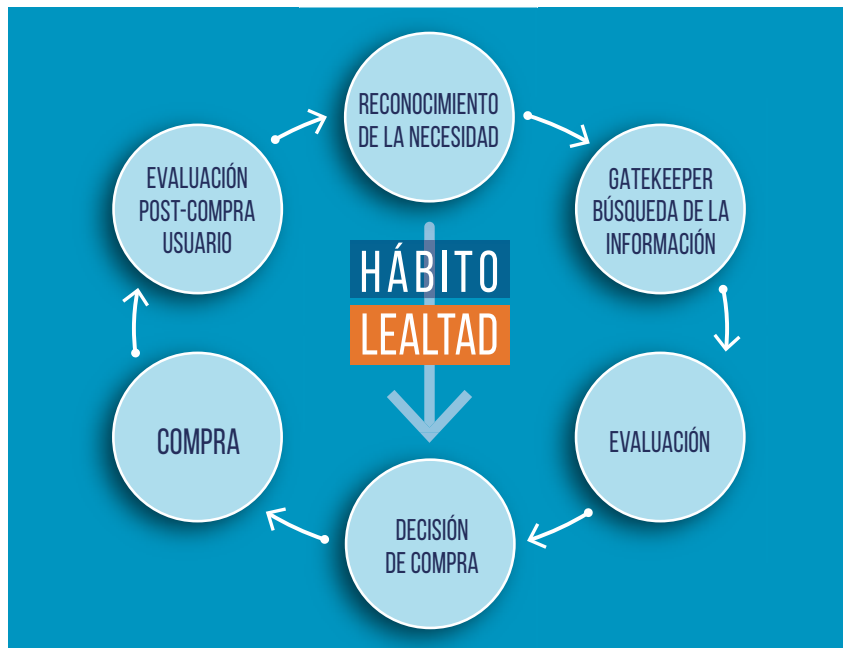 RECONOCIMIENTO
DE LA NECESIDAD
GATEKEEPER
BÚSQUEDA DE LA
INFORMACIÓN
EVALUACIÓN
DECISIÓN
DE COMPRA
COMPRA
EVALUACIÓN
POST-COMPRA
USUARIO
HÁBITO
LEALTAD